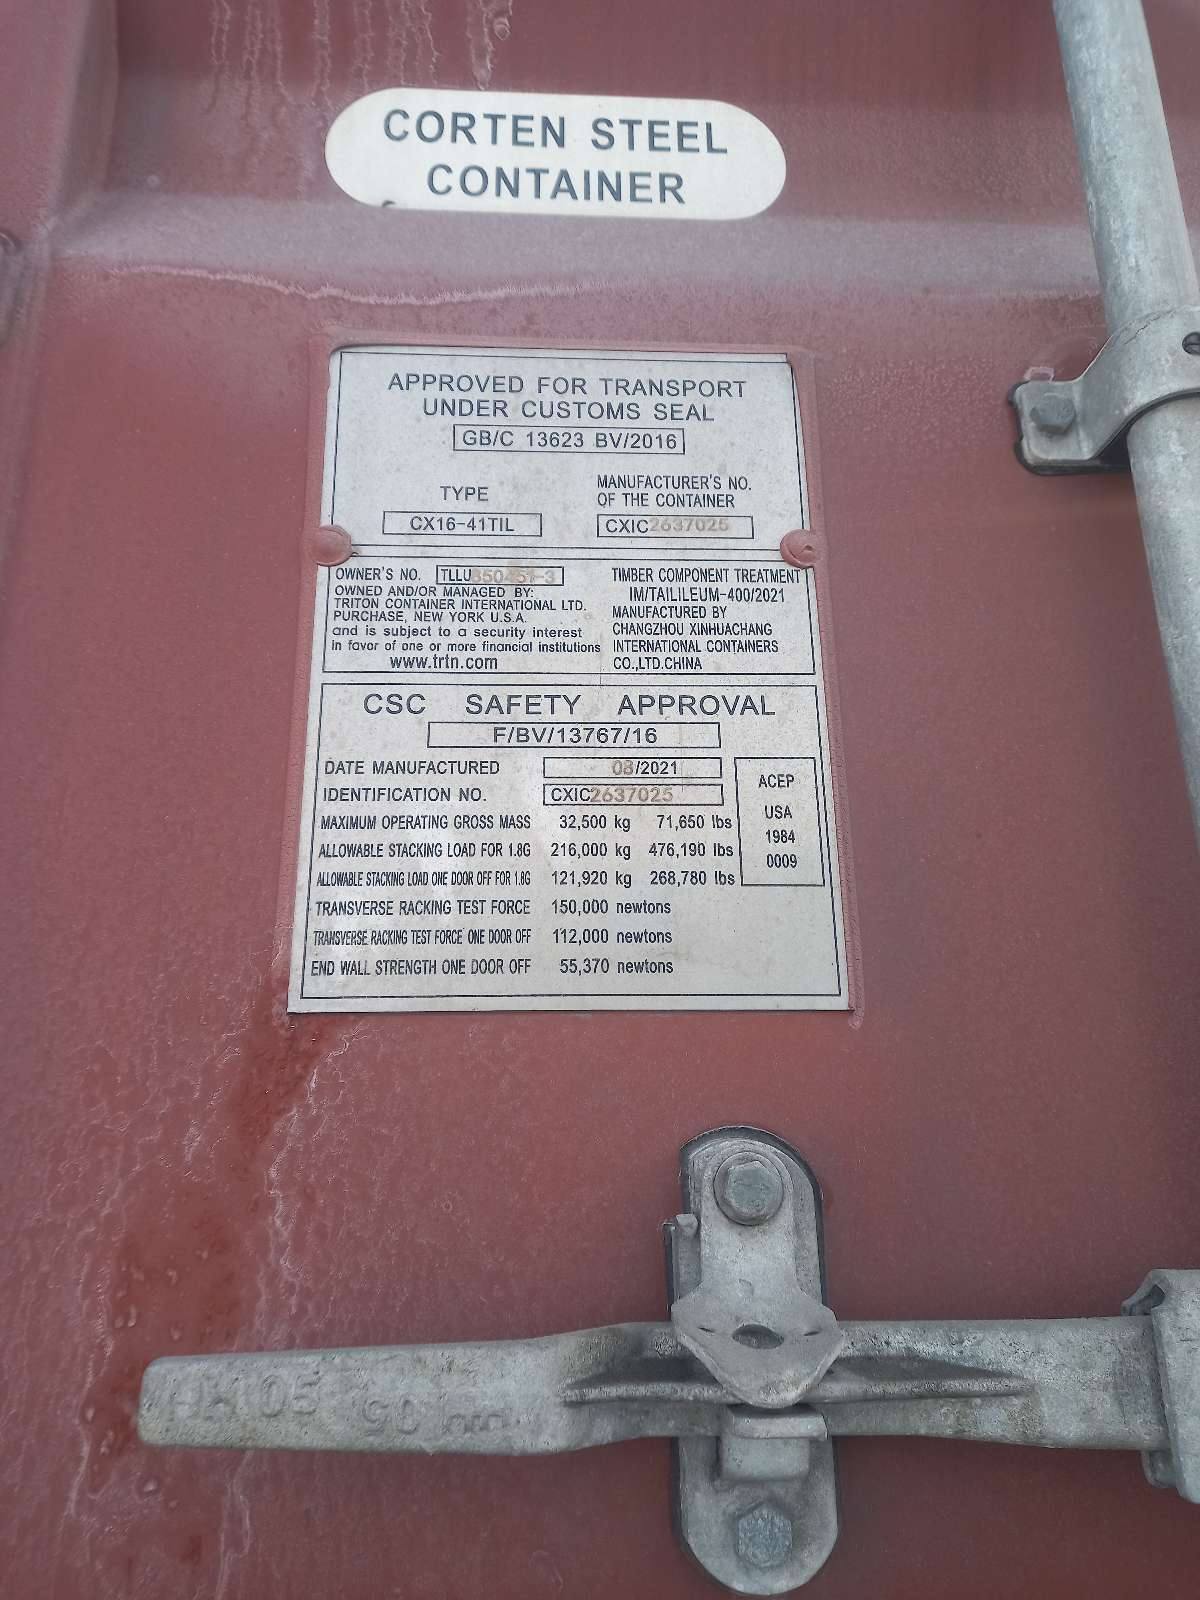 CORTEN STEEL
CONTAINER
APPROVED FOR TRANSPORT
UNDER CUSTOMS SEAL
GB/C 13623 BV/2016
TYPE
CX16-41TIL
MANUFACTURER'S NO.
OF THE CONTAINER
CXIC2637025
OWNER'S NO. TLLU850451-3
OWNED AND/OR MANAGED BY:
TRITON CONTAINER INTERNATIONAL LTD.
PURCHASE, NEW YORK U.S.A.
and is subject to a security interest
in favor of one or more financial institutions
www.trtn.com
TIMBER COMPONENT TREATMENT
IM/TAILILEUM-400/2021
MANUFACTURED BY
CHANGZHOU XINHUACHANG
INTERNATIONAL CONTAINERS
CO.,LTD.CHINA
CSC SAFETY APPROVAL
F/BV/13767/16
DATE MANUFACTURED 08/2021
IDENTIFICATION NO. CXIC2637025
MAXIMUM OPERATING GROSS MASS 32,500 kg 71,650 lbs
ALLOWABLE STACKING LOAD FOR 1.8G 216,000 kg 476,190 lbs
ALLOWABLE STACKING LOAD ONE DOOR OFF FOR 1.8G 121,920 kg 268,780 lbs
TRANSVERSE RACKING TEST FORCE 150,000 newtons
TRANSVERSE RACKING TEST FORCE ONE DOOR OFF 112,000 newtons
END WALL STRENGTH ONE DOOR OFF 55,370 newtons
ACEP
USA
1984
0009